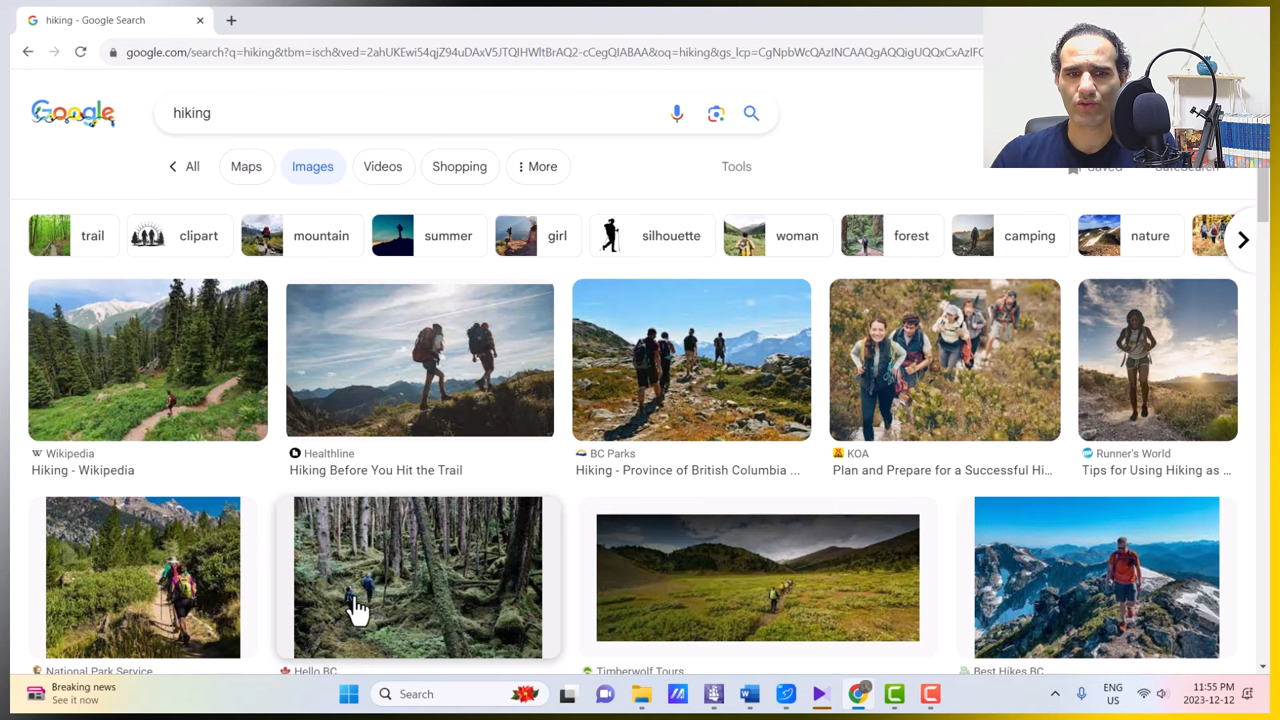 hiking - Google Search
google.com/search?q=hiking&tbm=isch&ved=2ahUKEwi54qjZ94uDAxV5JTQIHWltBrAQ2-cCegQIABAA&oq=hiking&gs_lcp=CgNpbWcQAzINCAAQgAQQigUQQxCxAzIFC
Google
hiking
All
Maps
Images
Videos
Shopping
More
Tools
Saved
SafeSearch
trail
clipart
mountain
summer
girl
silhouette
woman
forest
camping
nature
Wikipedia
Hiking - Wikipedia
Healthline
Hiking Before You Hit the Trail
BC Parks
Hiking - Province of British Columbia ...
KOA
Plan and Prepare for a Successful Hi...
Runner's World
Tips for Using Hiking as ...
National Park Service
Hello BC
Timberwolf Tours
Best Hikes BC
Breaking news
See it now
Search
ENG
US
11:55 PM
2023-12-12